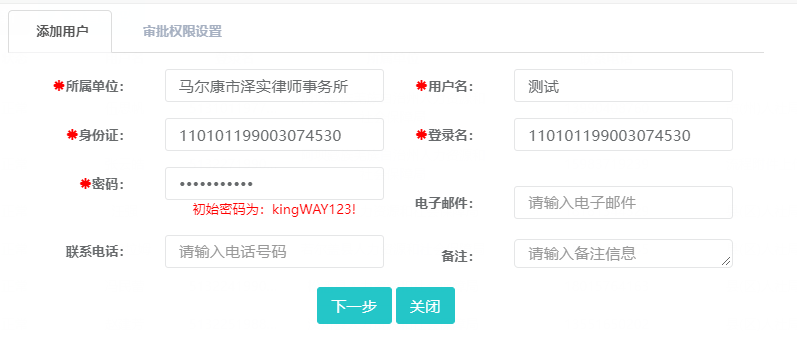 添加用户 审批权限设置
✱所属单位： 马尔康市泽实律师事务所 ✱用户名： 测试
✱身份证： 110101199003074530 ✱登录名： 110101199003074530
✱密码： •••••••••••
初始密码为：kingWAY123!
电子邮件： 请输入电子邮件
联系电话： 请输入电话号码 备注： 请输入备注信息
下一步 关闭